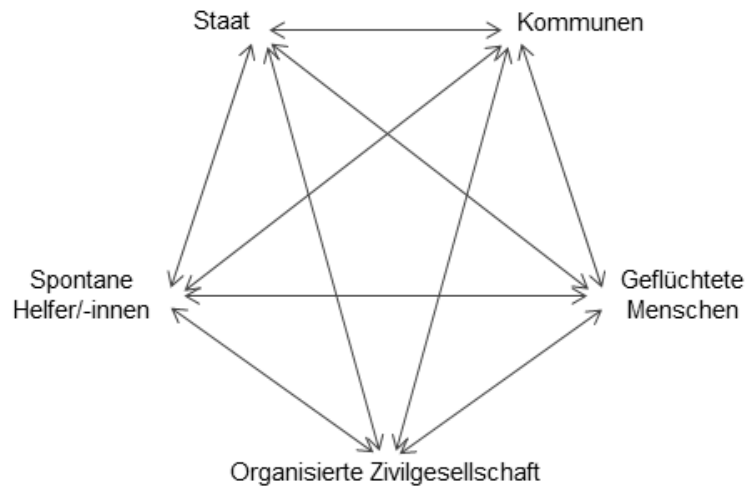 Staat
Kommunen
Spontane
Helfer/-innen
Geflüchtete
Menschen
Organisierte Zivilgesellschaft